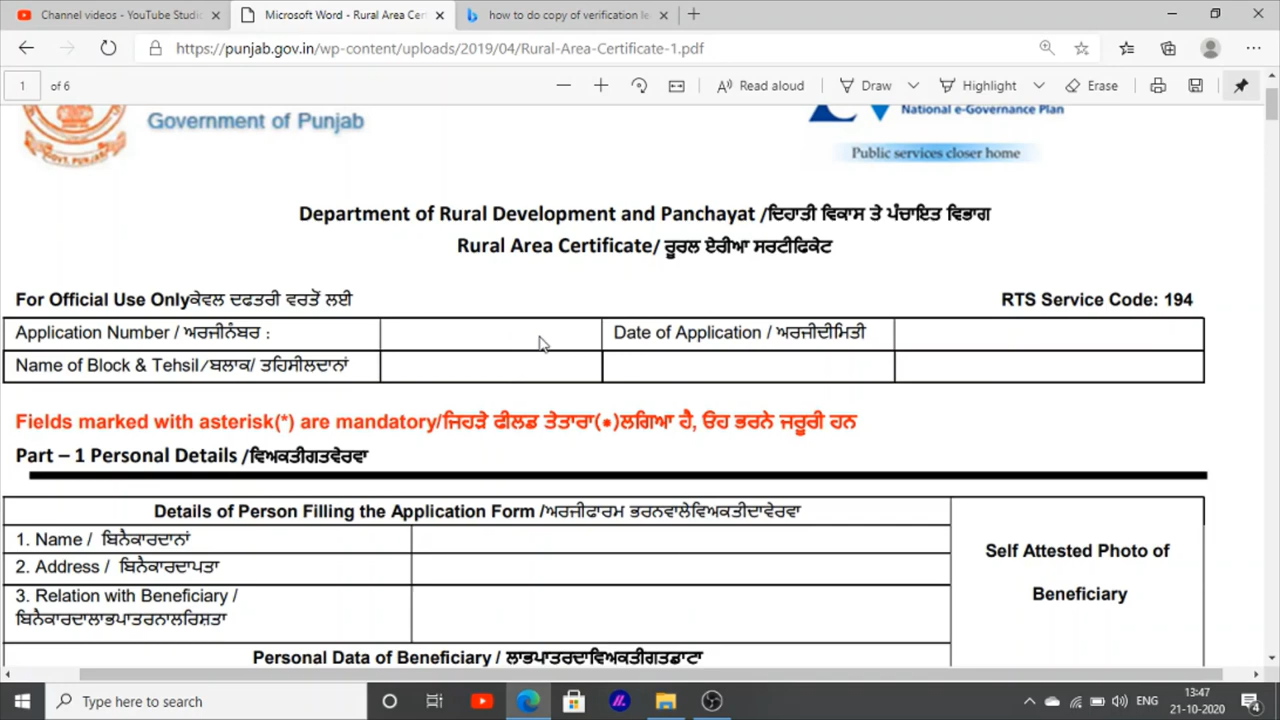 Channel videos - YouTube Studi
Microsoft Word - Rural Area Cer
how to do copy of verification le
https://punjab.gov.in/wp-content/uploads/2019/04/Rural-Area-Certificate-1.pdf
1 of 6
Read aloud
Draw
Highlight
Erase
GOVT. PUNJAB
Government of Punjab
National e-Governance Plan
Public services closer home
Department of Rural Development and Panchayat /ਦਿਹਾਤੀ ਵਿਕਾਸ ਤੇ ਪੰਚਾਇਤ ਵਿਭਾਗ
Rural Area Certificate/ ਰੂਰਲ ਏਰੀਆ ਸਰਟੀਫਿਕੇਟ
For Official Use Onlyਕੇਵਲ ਦਫਤਰੀ ਵਰਤੋਂ ਲਈ
RTS Service Code: 194
Application Number / ਅਰਜੀਨੰਬਰ :
Date of Application / ਅਰਜੀਦੀਮਿਤੀ
Name of Block & Tehsil/ਬਲਾਕ/ ਤਹਿਸੀਲਦਾਨਾਂ
Fields marked with asterisk(*) are mandatory/ਜਿਹੜੇ ਫੀਲਡ ਤੇਤਾਰਾ(*)ਲਗਿਆ ਹੈ, ਓਹ ਭਰਨੇ ਜਰੂਰੀ ਹਨ
Part – 1 Personal Details /ਵਿਅਕਤੀਗਤਵੇਰਵਾ
Details of Person Filling the Application Form /ਅਰਜੀਫਾਰਮ ਭਰਨਵਾਲੇਵਿਅਕਤੀਦਾਵੇਰਵਾ
1. Name / ਬਿਨੈਕਾਰਦਾਨਾਂ
2. Address / ਬਿਨੈਕਾਰਦਾਪਤਾ
3. Relation with Beneficiary /
ਬਿਨੈਕਾਰਦਾਲਾਭਪਾਤਰਨਾਲਰਿਸ਼ਤਾ
Self Attested Photo of
Beneficiary
Personal Data of Beneficiary / ਲਾਭਪਾਤਰਦਾਵਿਅਕਤੀਗਤਡਾਟਾ
Type here to search
ENG
13:47
21-10-2020
4